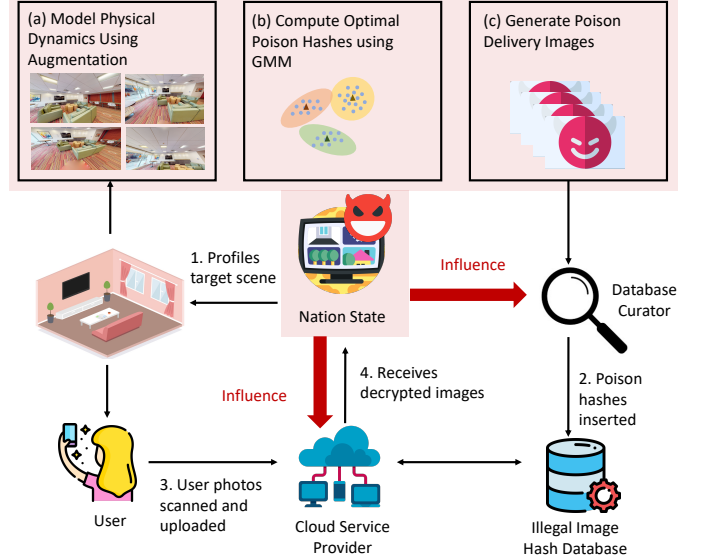 (a) Model Physical
Dynamics Using
Augmentation
(b) Compute Optimal
Poison Hashes using
GMM
(c) Generate Poison
Delivery Images
1. Profiles
target scene
Nation State
Influence
Database
Curator
Influence
4. Receives
decrypted images
2. Poison
hashes
inserted
User
3. User photos
scanned and
uploaded
Cloud Service
Provider
Illegal Image
Hash Database